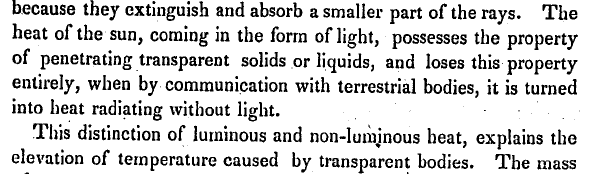 because they extinguish and absorb a smaller part of the rays. The
heat of the sun, coming in the form of light, possesses the property
of penetrating transparent solids or liquids, and loses this property
entirely, when by communication with terrestrial bodies, it is turned
into heat radiating without light.
This distinction of luminous and non-luminous heat, explains the
elevation of temperature caused by transparent bodies. The mass